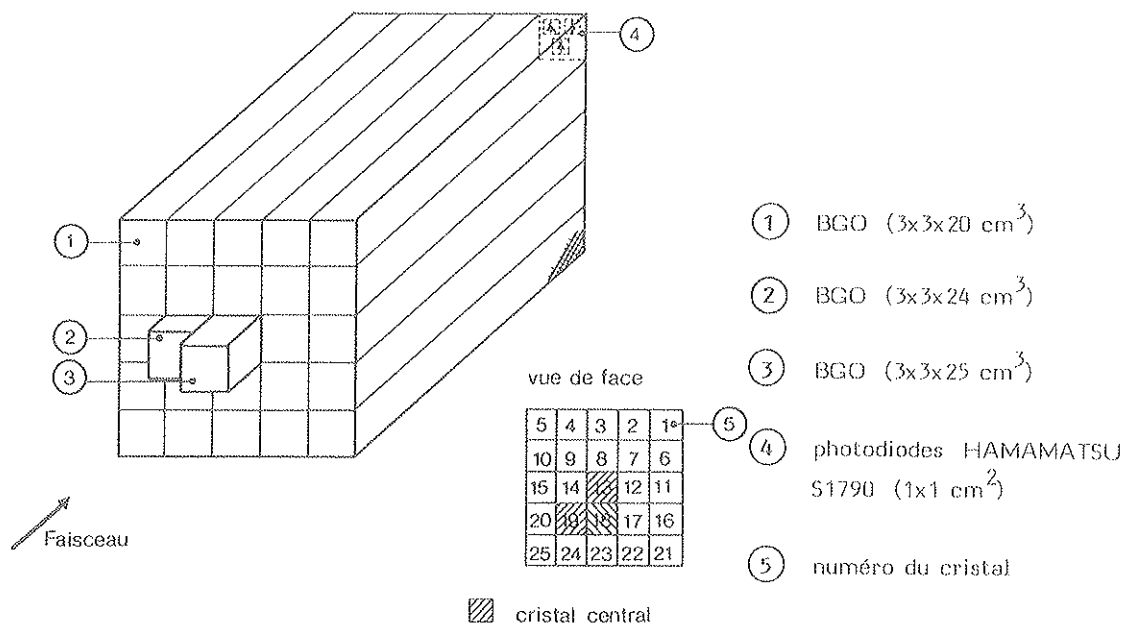 4
1
2
3
1 BGO (3x3x20 cm³)
2 BGO (3x3x24 cm³)
3 BGO (3x3x25 cm³)
4 photodiodes HAMAMATSU
S1790 (1x1 cm²)
5 numéro du cristal
vue de face
5 4 3 2 1
5
10 9 8 7 6
15 14 13 12 11
20 19 18 17 16
25 24 23 22 21
cristal central
Faisceau